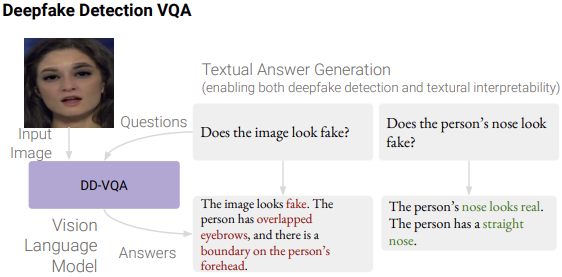 Deepfake Detection VQA
Textual Answer Generation
(enabling both deepfake detection and textural interpretability)
Input
Image
Questions
Does the image look fake?
Does the person's nose look
fake?
DD-VQA
Vision
Language
Model
Answers
The image looks fake. The
person has overlapped
eyebrows, and there is a
boundary on the person's
forehead.
The person's nose looks real.
The person has a straight
nose.